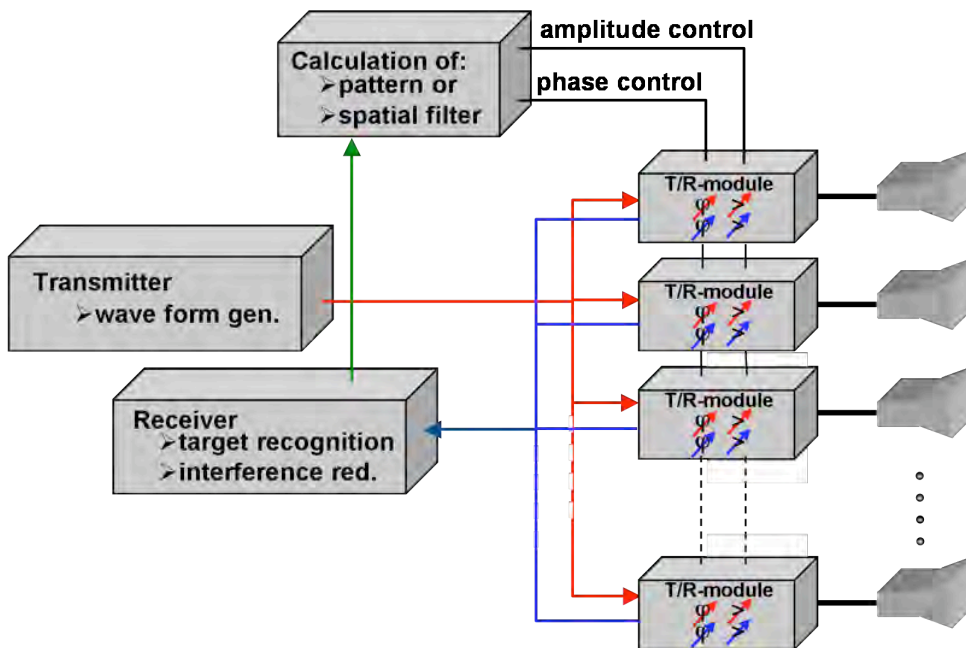 amplitude control
Calculation of:
➢pattern or
➢spatial filter
phase control
T/R-module
φ >
φ >
Transmitter
➢wave form gen.
T/R-module
φ >
φ >
Receiver
➢target recognition
➢interference red.
T/R-module
φ >
φ >
T/R-module
φ >
φ >